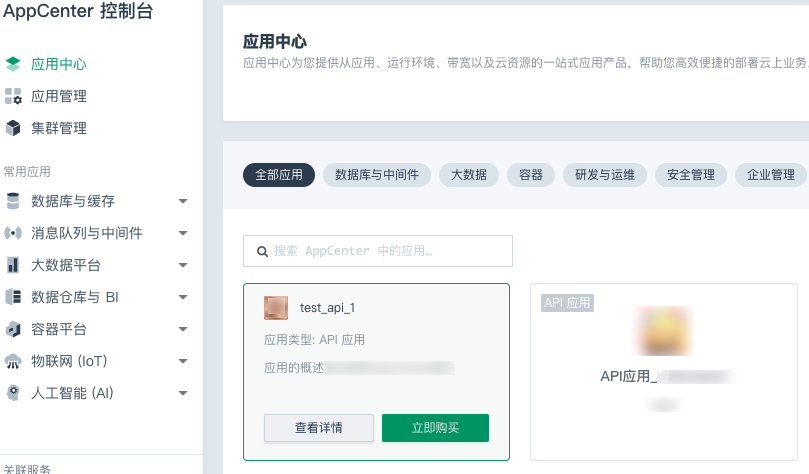 AppCenter 控制台
应用中心
应用管理
集群管理
常用应用
数据库与缓存
消息队列与中间件
大数据平台
数据仓库与 BI
容器平台
物联网 (IoT)
人工智能 (AI)
关联服务
应用中心
应用中心为您提供从应用、运行环境、带宽以及云资源的一站式应用产品，帮助您高效便捷的部署云上业务
全部应用
数据库与中间件
大数据
容器
研发与运维
安全管理
企业管理
搜索 AppCenter 中的应用…
test_api_1
应用类型: API 应用
应用的概述
查看详情
立即购买
API 应用
API应用_